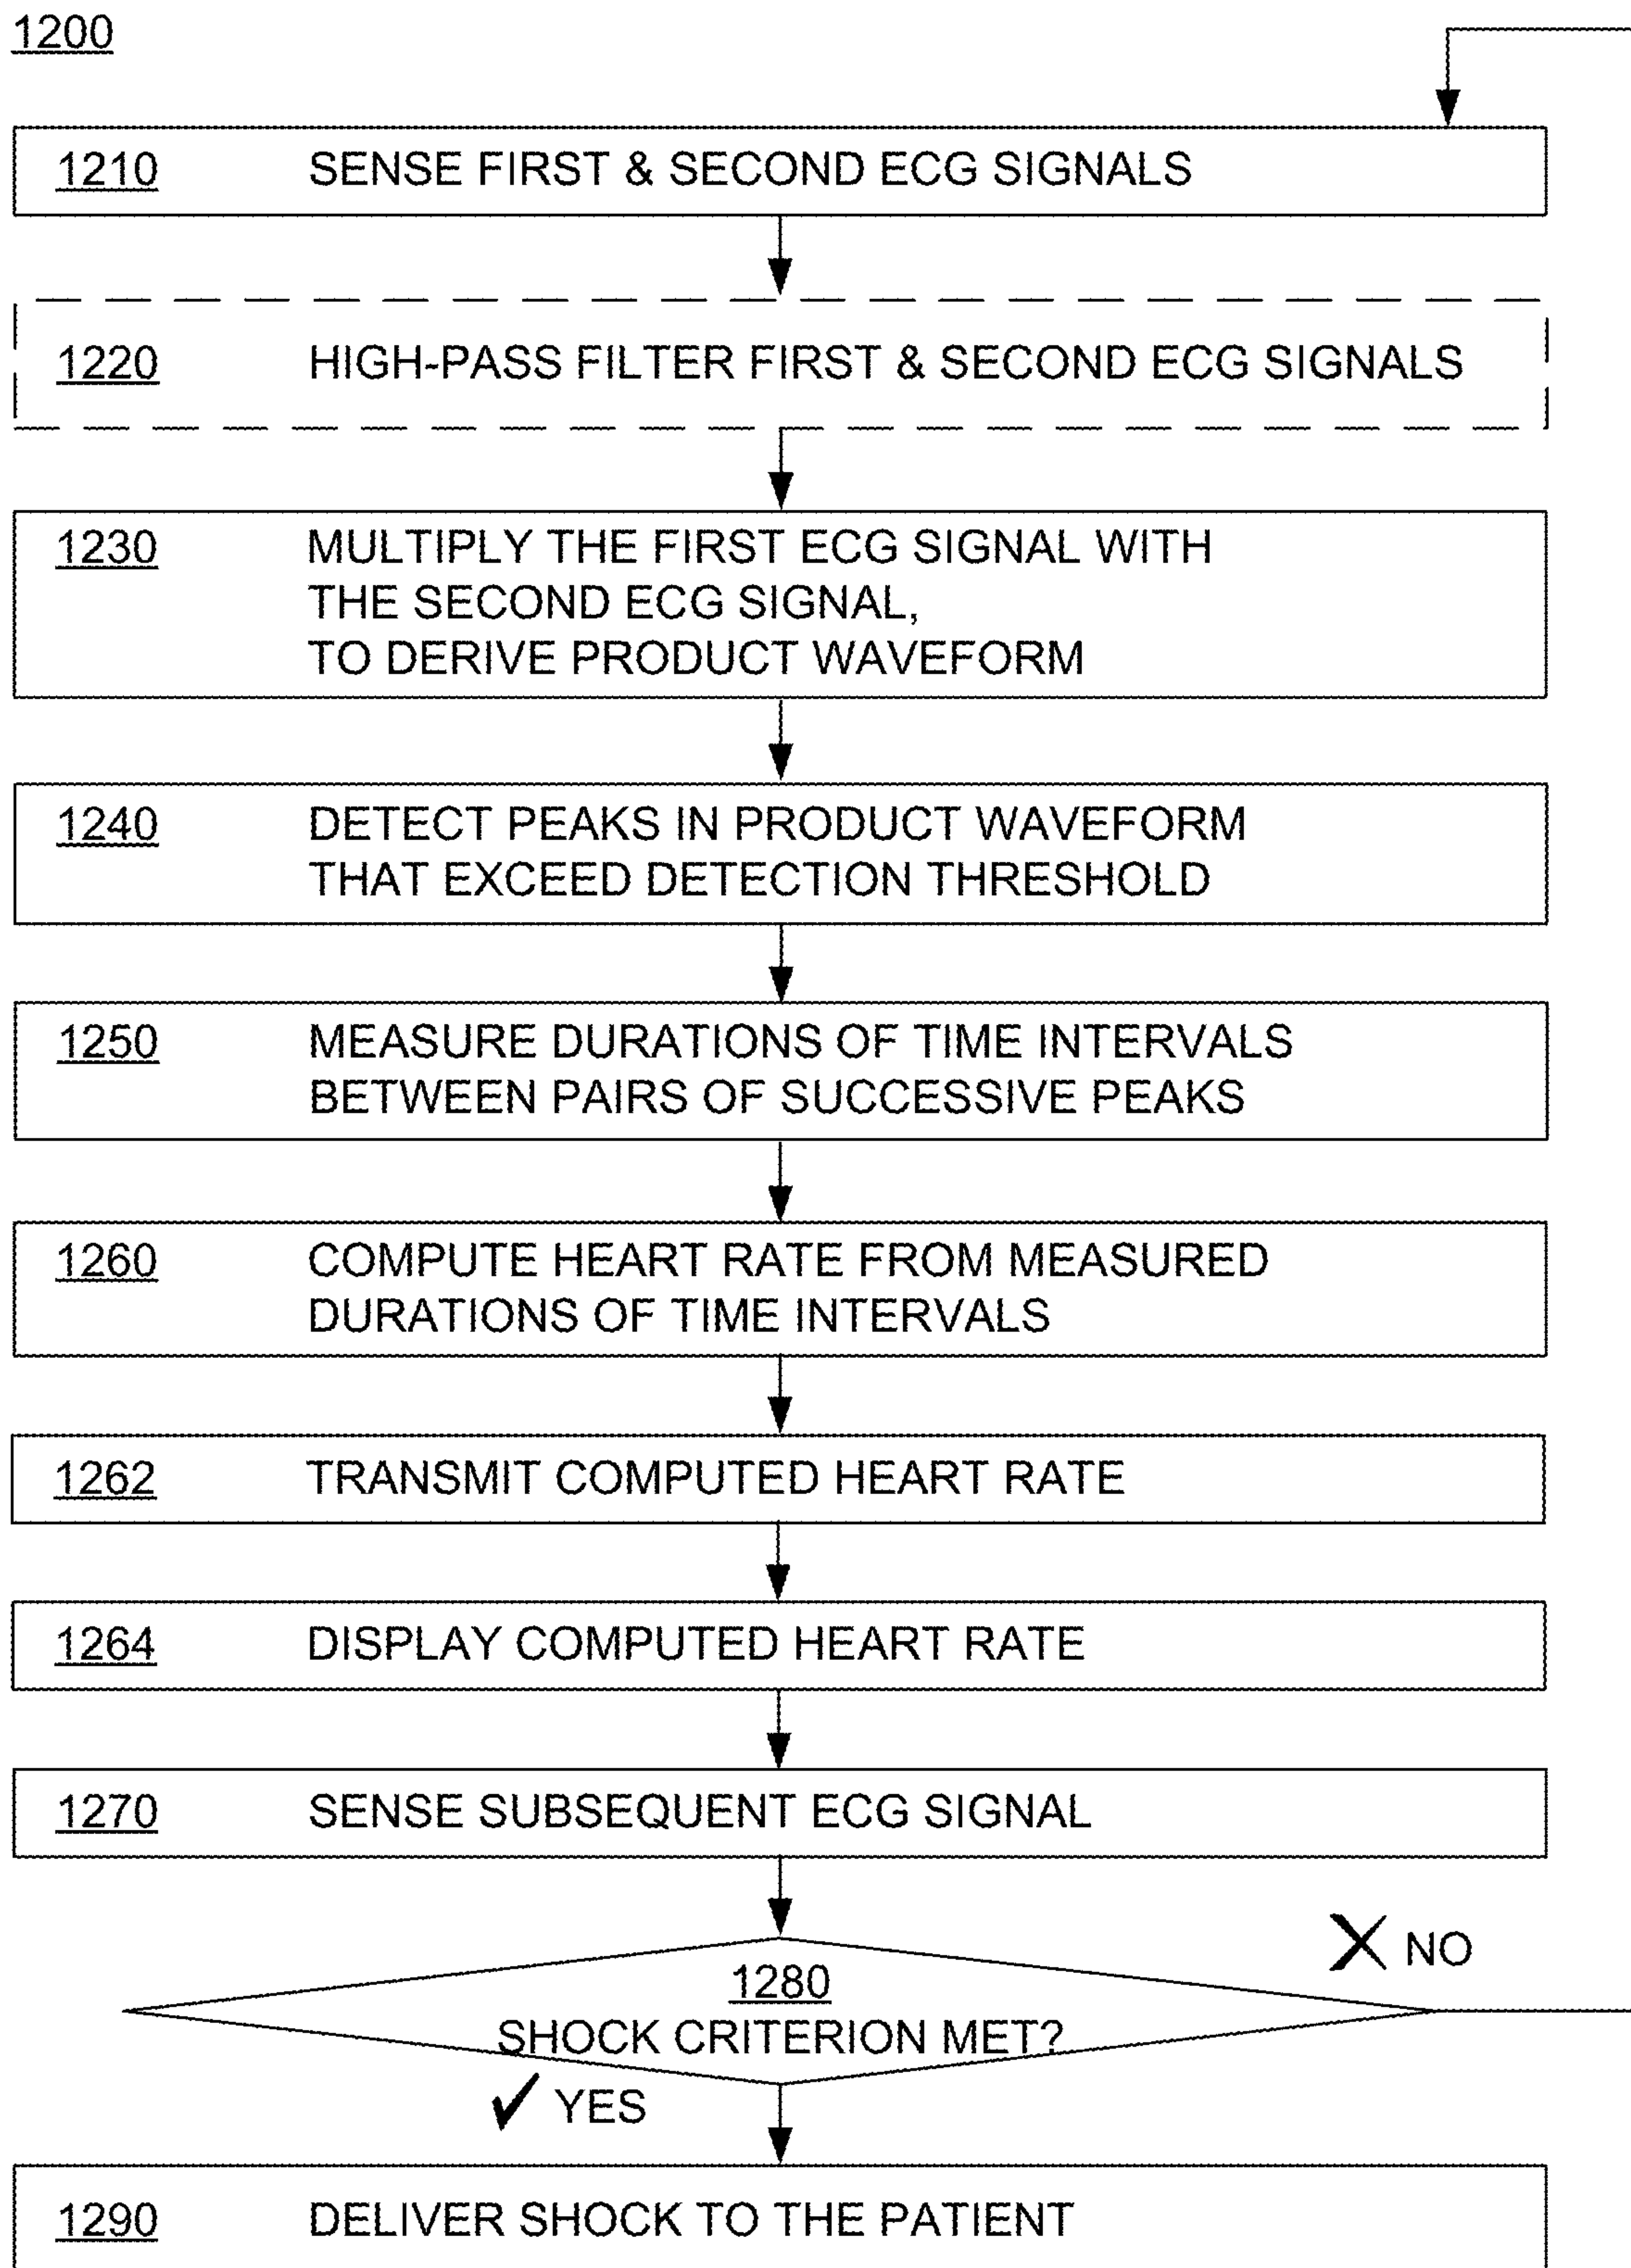 1200
1210 SENSE FIRST & SECOND ECG SIGNALS
1220 HIGH-PASS FILTER FIRST & SECOND ECG SIGNALS
1230 MULTIPLY THE FIRST ECG SIGNAL WITH
THE SECOND ECG SIGNAL,
TO DERIVE PRODUCT WAVEFORM
1240 DETECT PEAKS IN PRODUCT WAVEFORM
THAT EXCEED DETECTION THRESHOLD
1250 MEASURE DURATIONS OF TIME INTERVALS
BETWEEN PAIRS OF SUCCESSIVE PEAKS
1260 COMPUTE HEART RATE FROM MEASURED
DURATIONS OF TIME INTERVALS
1262 TRANSMIT COMPUTED HEART RATE
1264 DISPLAY COMPUTED HEART RATE
1270 SENSE SUBSEQUENT ECG SIGNAL
NO
1280
SHOCK CRITERION MET?
YES
1290 DELIVER SHOCK TO THE PATIENT